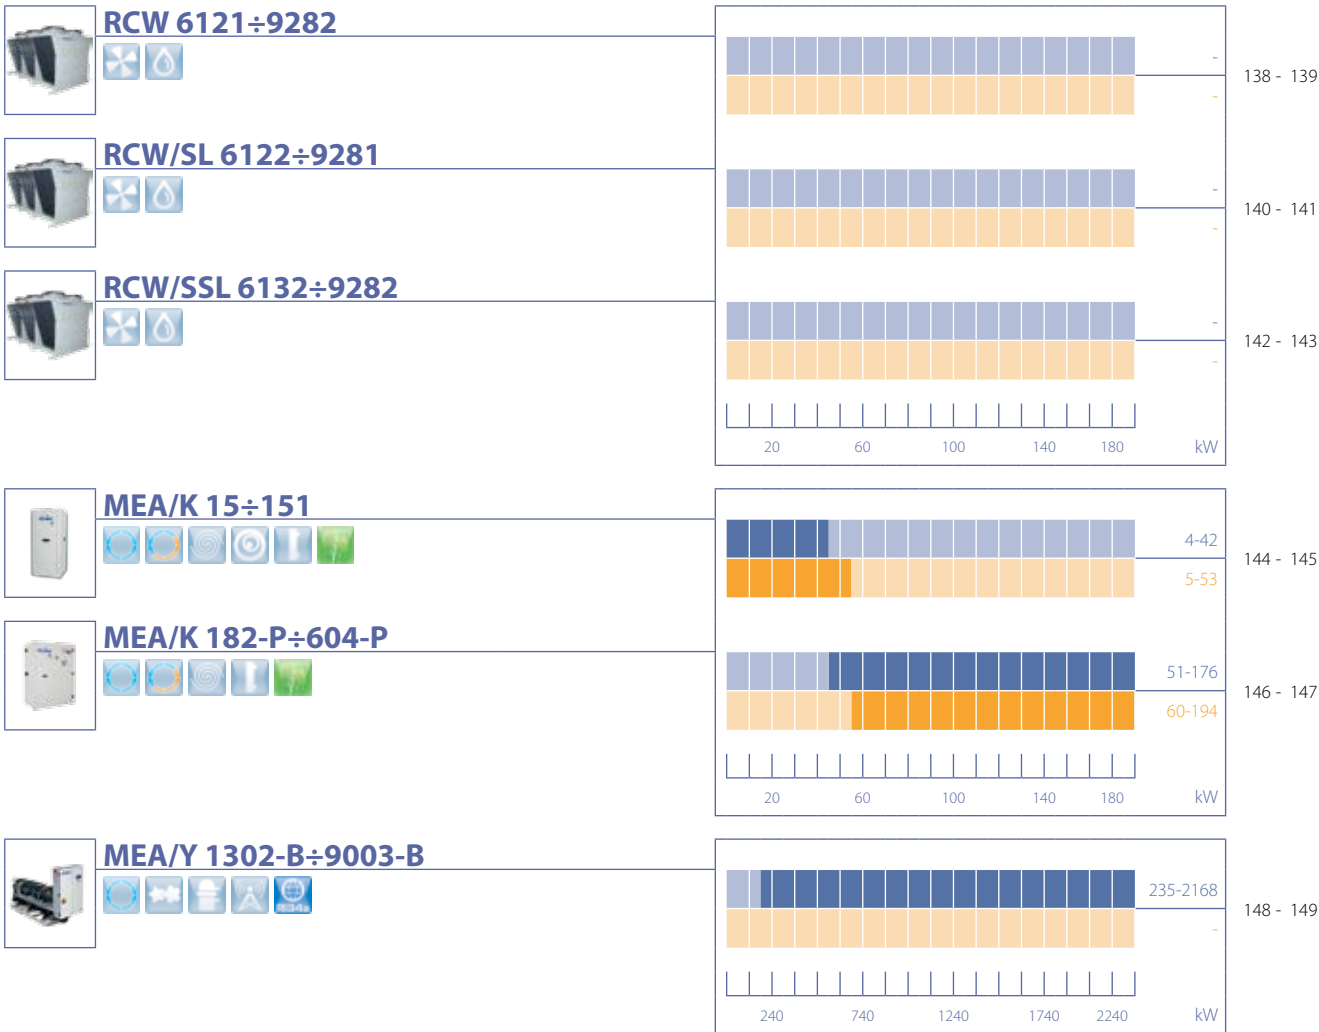 RCW 6121÷9282
-
-
138 - 139
RCW/SL 6122÷9281
-
-
140 - 141
RCW/SSL 6132÷9282
-
-
142 - 143
20 60 100 140 180 kW
MEA/K 15÷151
4-42
5-53
144 - 145
MEA/K 182-P÷604-P
51-176
60-194
146 - 147
20 60 100 140 180 kW
MEA/Y 1302-B÷9003-B
R134a
235-2168
-
148 - 149
240 740 1240 1740 2240 kW